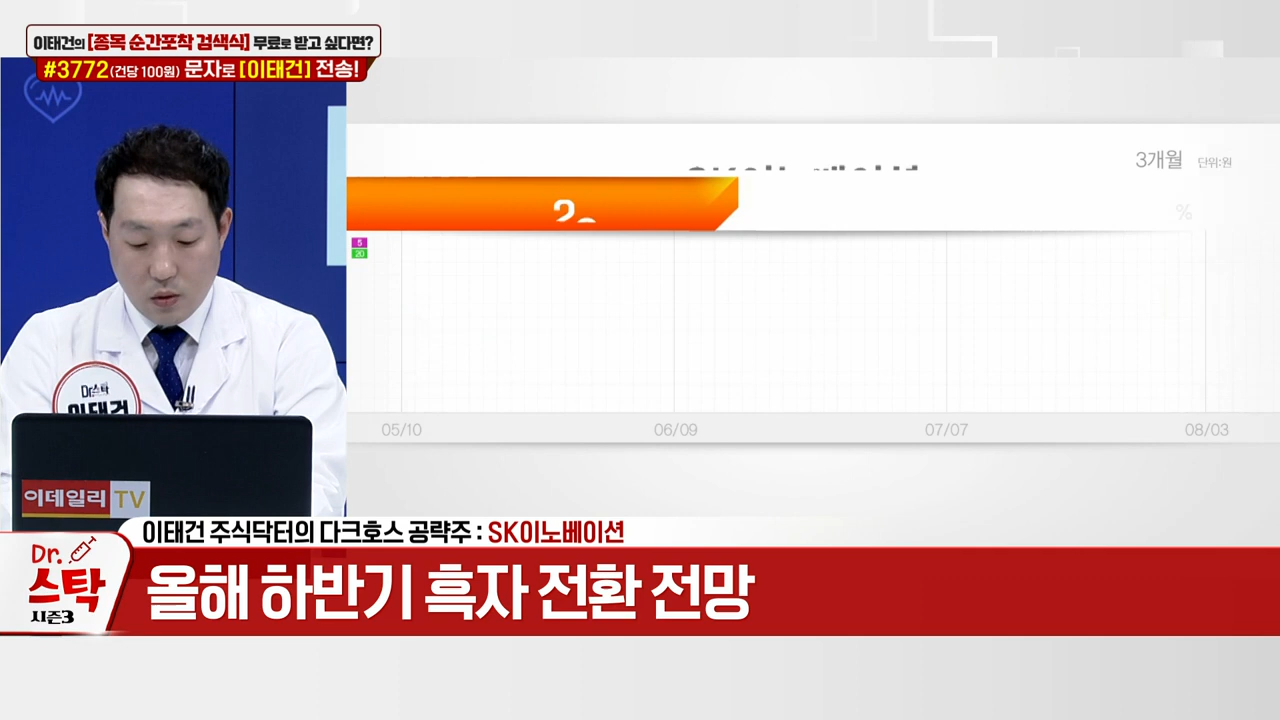 이태건의 [종목 순간포착 검색식] 무료로 받고 싶다면?
#3772(건당 100원) 문자로 [이태건] 전송!
3개월 단위:원
%
5
20
05/10 06/09 07/07 08/03
Dr.스탁
이태건
이데일리 TV
이태건 주식닥터의 다크호스 공략주 : SK이노베이션
Dr.
스탁
시즌3
올해 하반기 흑자 전환 전망